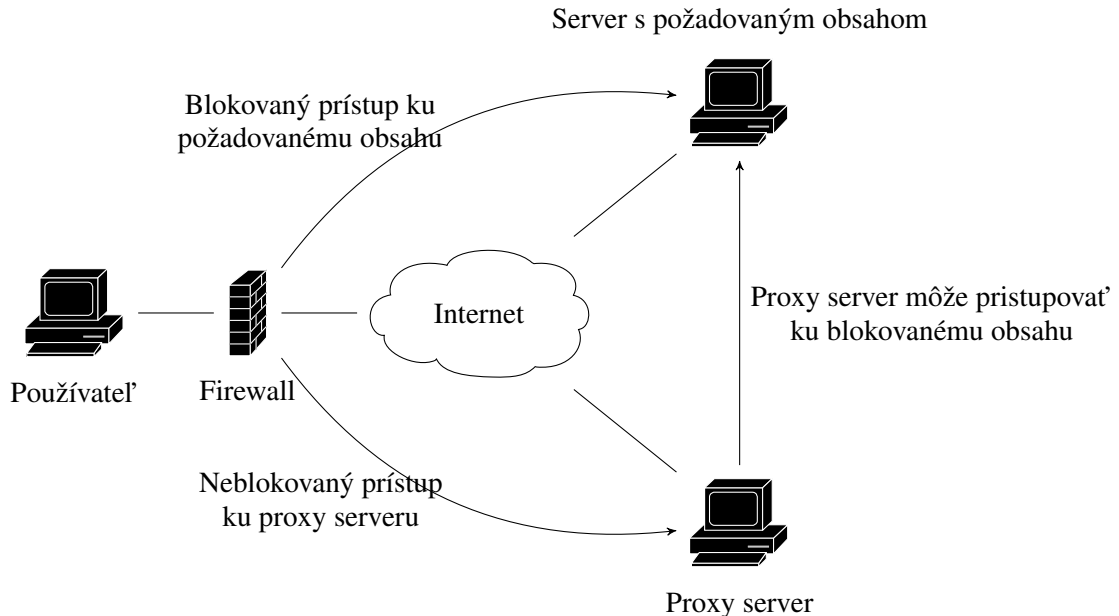 Server s požadovaným obsahom
Blokovaný prístup ku
požadovanému obsahu
Internet
Proxy server môže pristupovať
ku blokovanému obsahu
Používateľ
Firewall
Neblokovaný prístup
ku proxy serveru
Proxy server